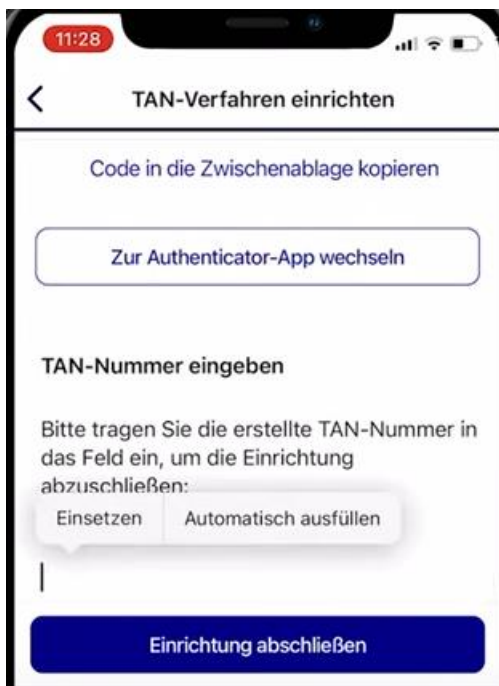 11:28
TAN-Verfahren einrichten
Code in die Zwischenablage kopieren
Zur Authenticator-App wechseln
TAN-Nummer eingeben
Bitte tragen Sie die erstellte TAN-Nummer in
das Feld ein, um die Einrichtung
abzuschließen:
Einsetzen Automatisch ausfüllen
Einrichtung abschließen